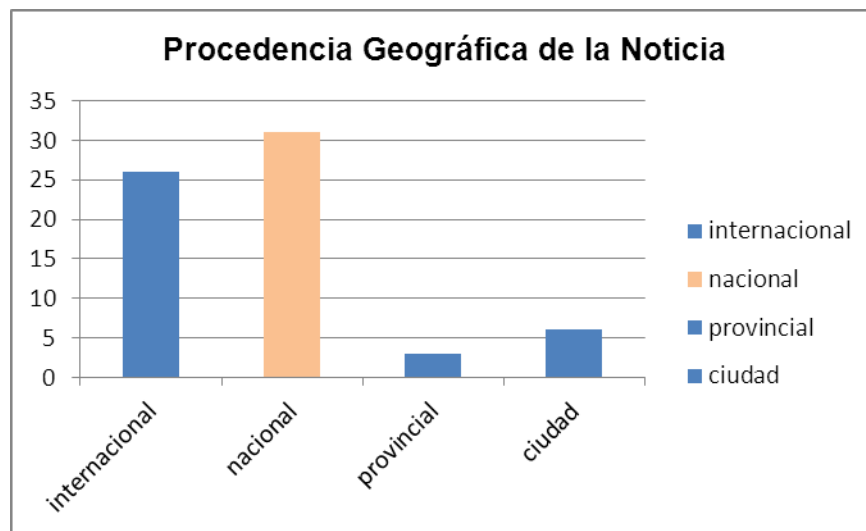 Procedencia Geográfica de la Noticia
35
30
25
20
15
10
5
0
internacional
nacional
provincial
ciudad
internacional
nacional
provincial
ciudad